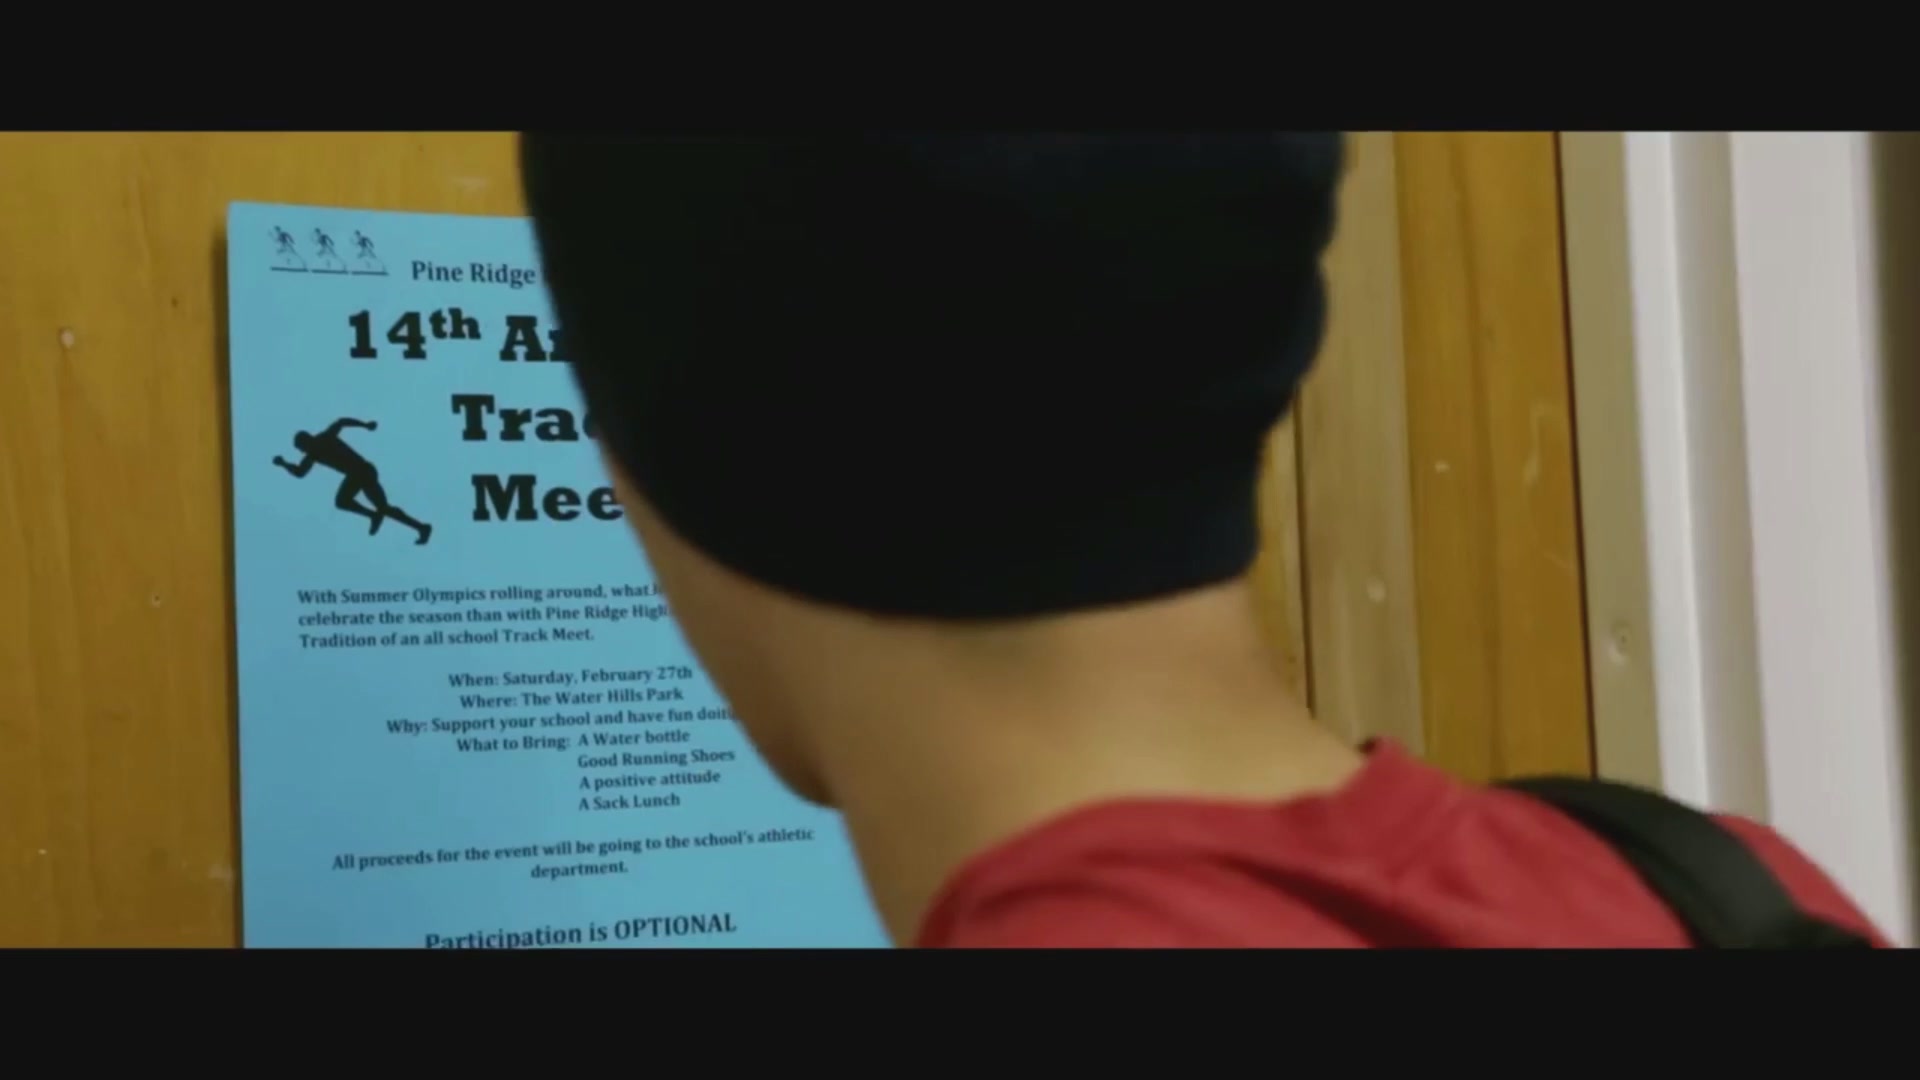 Pine Ridge
14th
With Summer Olympics rolling around, what
celebrate the season than with Pine Ridge High
Tradition of an all school Track Meet.
When: Saturday, February 27th
Where: The Water Hills Park
Why: Support your school and have fun
What to Bring: A Water bottle
Good Running Shoes
A positive attitude
A Sack Lunch
All proceeds for the event will be going to the school's athletic
department.
Participation is OPTIONAL